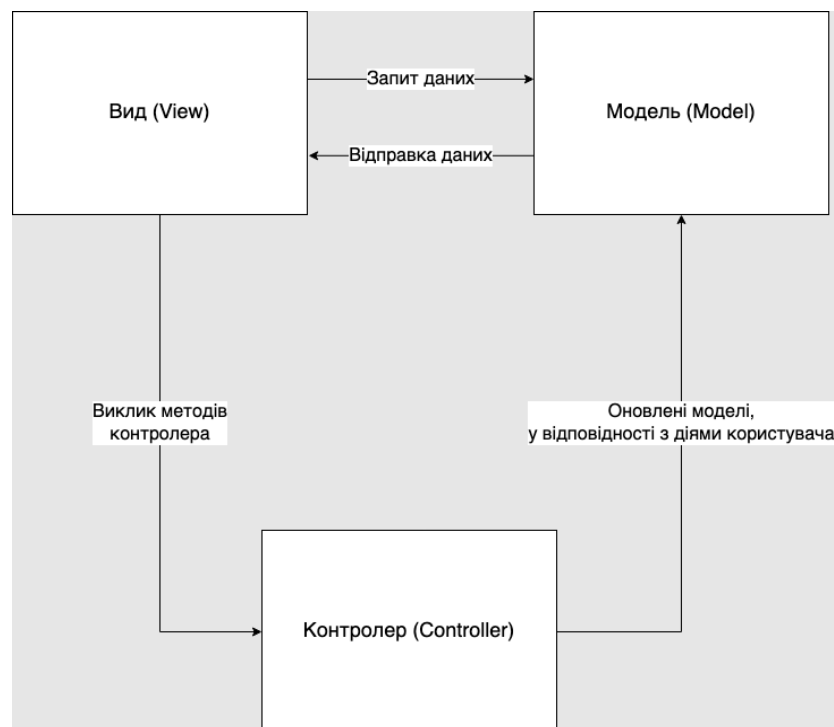 Вид (View)
Запит даних
Модель (Model)
Відправка даних
Виклик методів
контролера
Оновлені моделі,
у відповідності з діями користувача
Контролер (Controller)